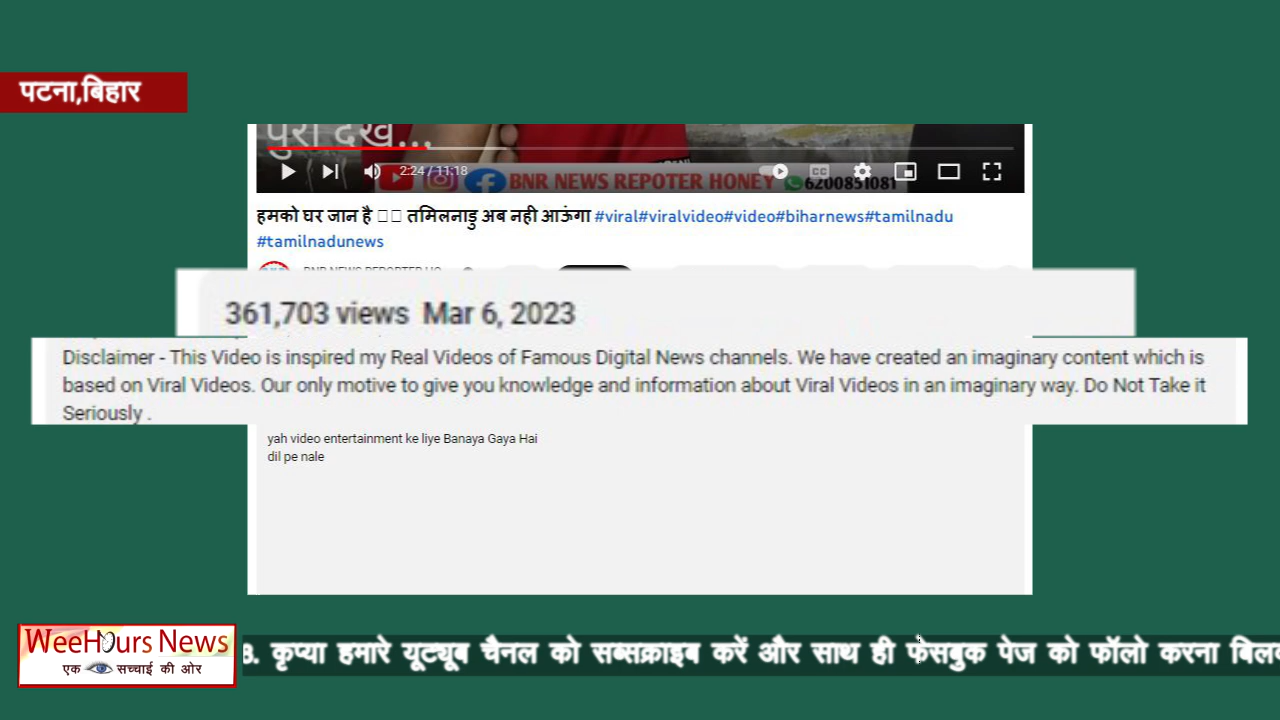 पटना,बिहार
पुरा देखे...
2:24 / 11:18
BNR NEWS REPOTER HONEY 6200851081
हमको घर जान है तमिलनाडु अब नही आऊंगा #viral#viralvideo#video#biharnews#tamilnadu
#tamilnadunews
361,703 views Mar 6, 2023
Disclaimer - This Video is inspired my Real Videos of Famous Digital News channels. We have created an imaginary content which is
based on Viral Videos. Our only motive to give you knowledge and information about Viral Videos in an imaginary way. Do Not Take it
Seriously .
yah video entertainment ke liye Banaya Gaya Hai
dil pe nale
WeeHours News
एक सच्चाई की ओर
8. कृप्या हमारे यूट्यूब चैनल को सब्सक्राइब करें और साथ ही फेसबुक पेज को फॉलो करना